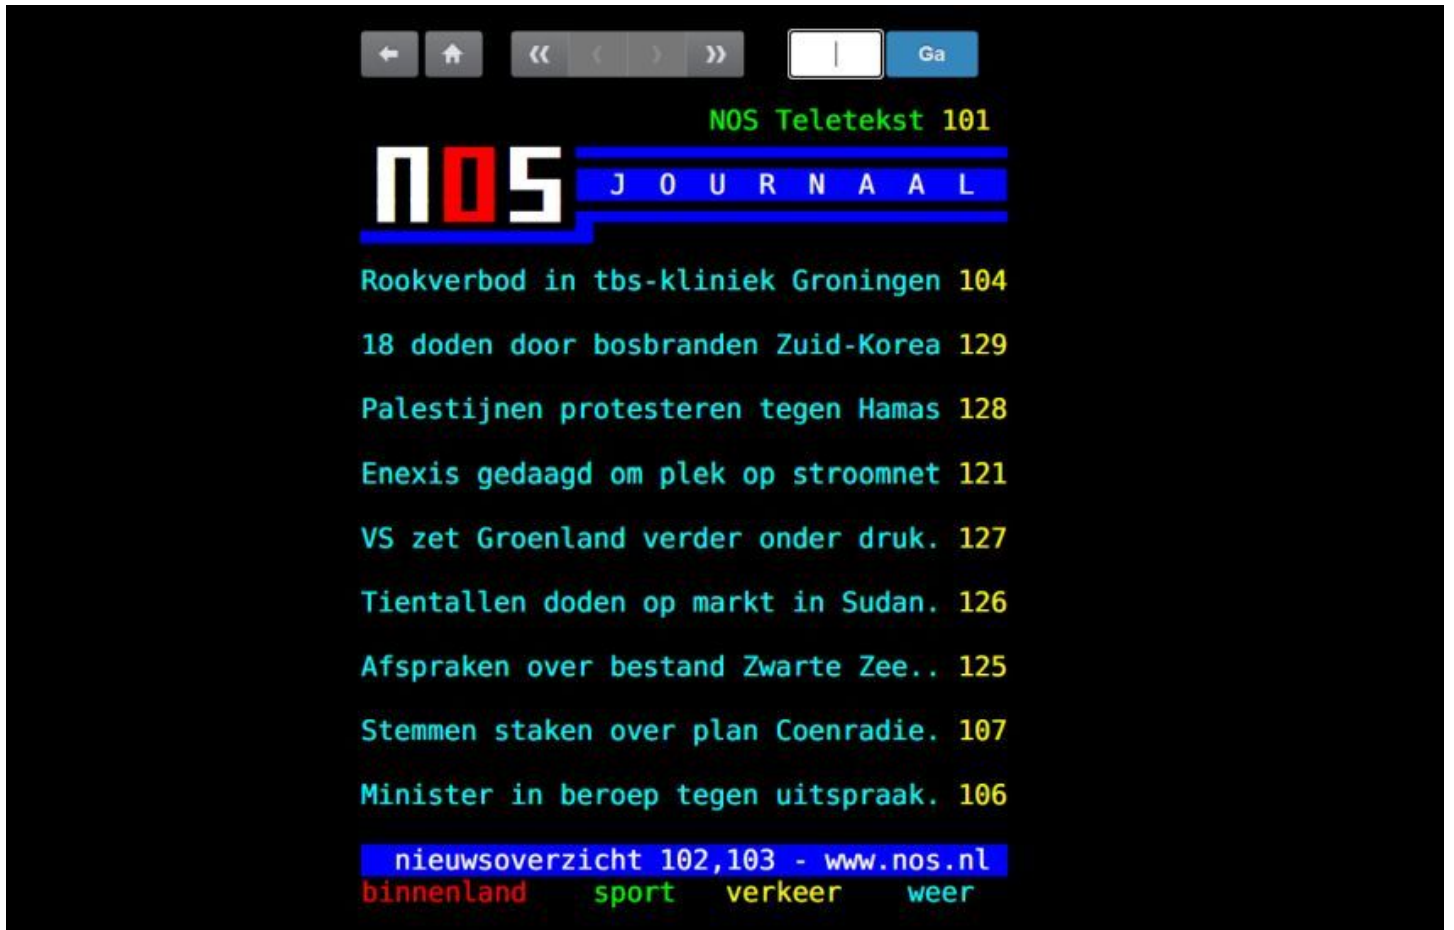 Ga
NOS Teletekst 101
NOS JOURNAAL
Rookverbod in tbs-kliniek Groningen 104
18 doden door bosbranden Zuid-Korea 129
Palestijnen protesteren tegen Hamas 128
Enexis gedaagd om plek op stroomnet 121
VS zet Groenland verder onder druk. 127
Tientallen doden op markt in Sudan. 126
Afspraken over bestand Zwarte Zee.. 125
Stemmen staken over plan Coenradie. 107
Minister in beroep tegen uitspraak. 106
nieuwsoverzicht 102,103 - www.nos.nl
binnenland sport verkeer weer